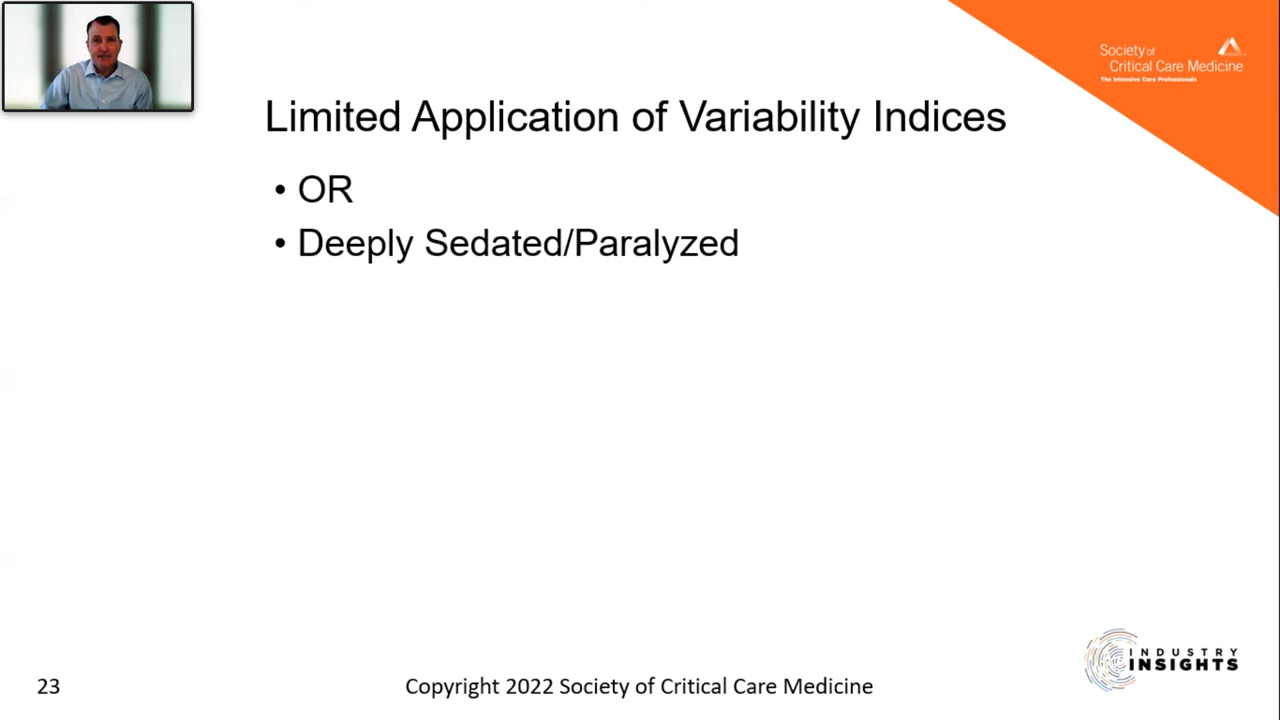 Society of
Critical Care Medicine
The Intensive Care Professionals
Limited Application of Variability Indices
• OR
• Deeply Sedated/Paralyzed
INDUSTRY
INSIGHTS
23
Copyright 2022 Society of Critical Care Medicine